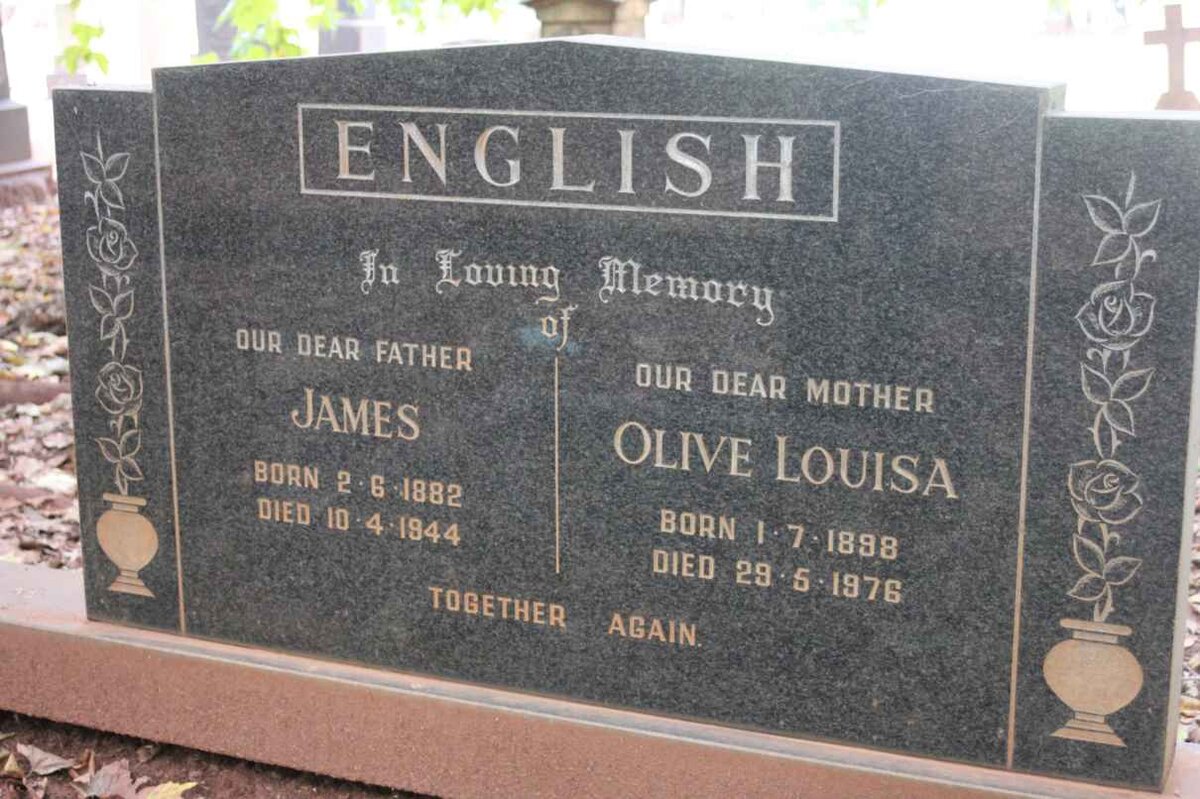 ENGLISH
In Loving Memory
of
OUR DEAR FATHER
JAMES
BORN 2·6·1882
DIED 10·4·1944
OUR DEAR MOTHER
OLIVE LOUISA
BORN 1·7·1898
DIED 29·5·1976
TOGETHER AGAIN.